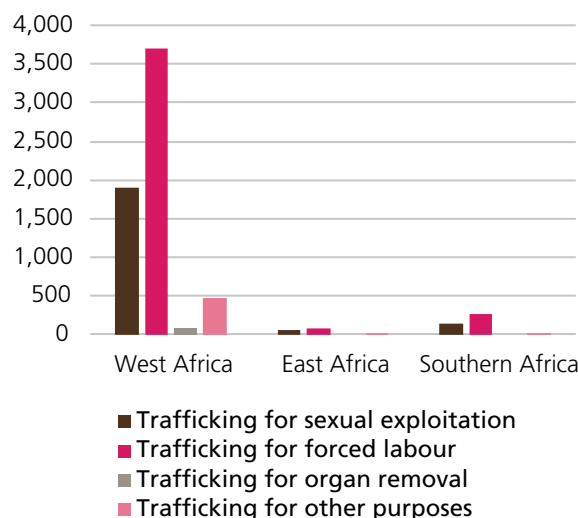 4,000
3,500
3,000
2,500
2,000
1,500
1,000
500
0
West Africa East Africa Southern Africa
Trafficking for sexual exploitation
Trafficking for forced labour
Trafficking for organ removal
Trafficking for other purposes